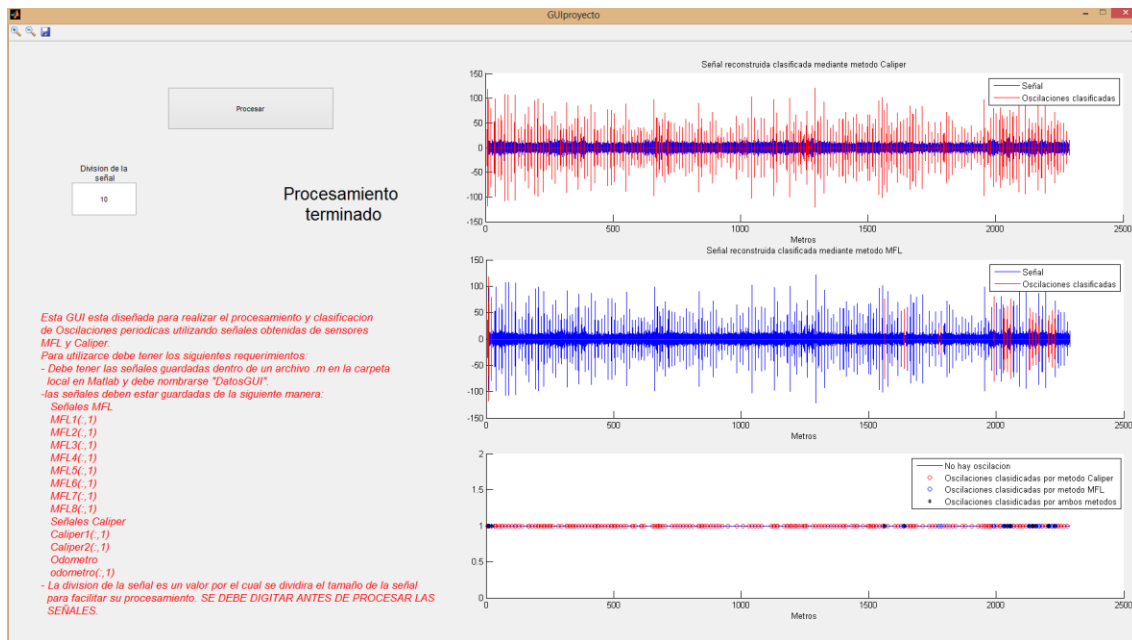 GUIproyecto
Procesar
Division de la
señal
10
Procesamiento
terminado
Esta GUI esta diseñada para realizar el procesamiento y clasificacion
de Oscilaciones periodicas utilizando señales obtenidas de sensores
MFL y Caliper.
Para utilizarce debe tener los siguientes requerimientos:
- Debe tener las señales guardadas dentro de un archivo .m en la carpeta
local en Matlab y debe nombrarse "DatosGUI".
-las señales deben estar guardadas de la siguiente manera:
Señales MFL
MFL1(:,1)
MFL2(:,1)
MFL3(:,1)
MFL4(:,1)
MFL5(:,1)
MFL6(:,1)
MFL7(:,1)
MFL8(:,1)
Señales Caliper
Caliper1(:,1)
Caliper2(:,1)
Odometro
odometro(:,1)
- La division de la señal es un valor por el cual se dividira el tamaño de la señal
para facilitar su procesamiento. SE DEBE DIGITAR ANTES DE PROCESAR LAS
SEÑALES.
Señal reconstruida clasificada mediante metodo Caliper
150
100
50
0
-50
-100
-150
Señal
Oscilaciones clasificadas
0 500 1000 1500 2000 2500
Metros
Señal reconstruida clasificada mediante metodo MFL
150
100
50
0
-50
-100
-150
Señal
Oscilaciones clasificadas
0 500 1000 1500 2000 2500
Metros
2
1.5
1
0.5
0
No hay oscilacion
Oscilaciones clasidicadas por metodo Caliper
Oscilaciones clasidicadas por metodo MFL
Oscilaciones clasidicadas por ambos metodos
0 500 1000 1500 2000 2500
Metros